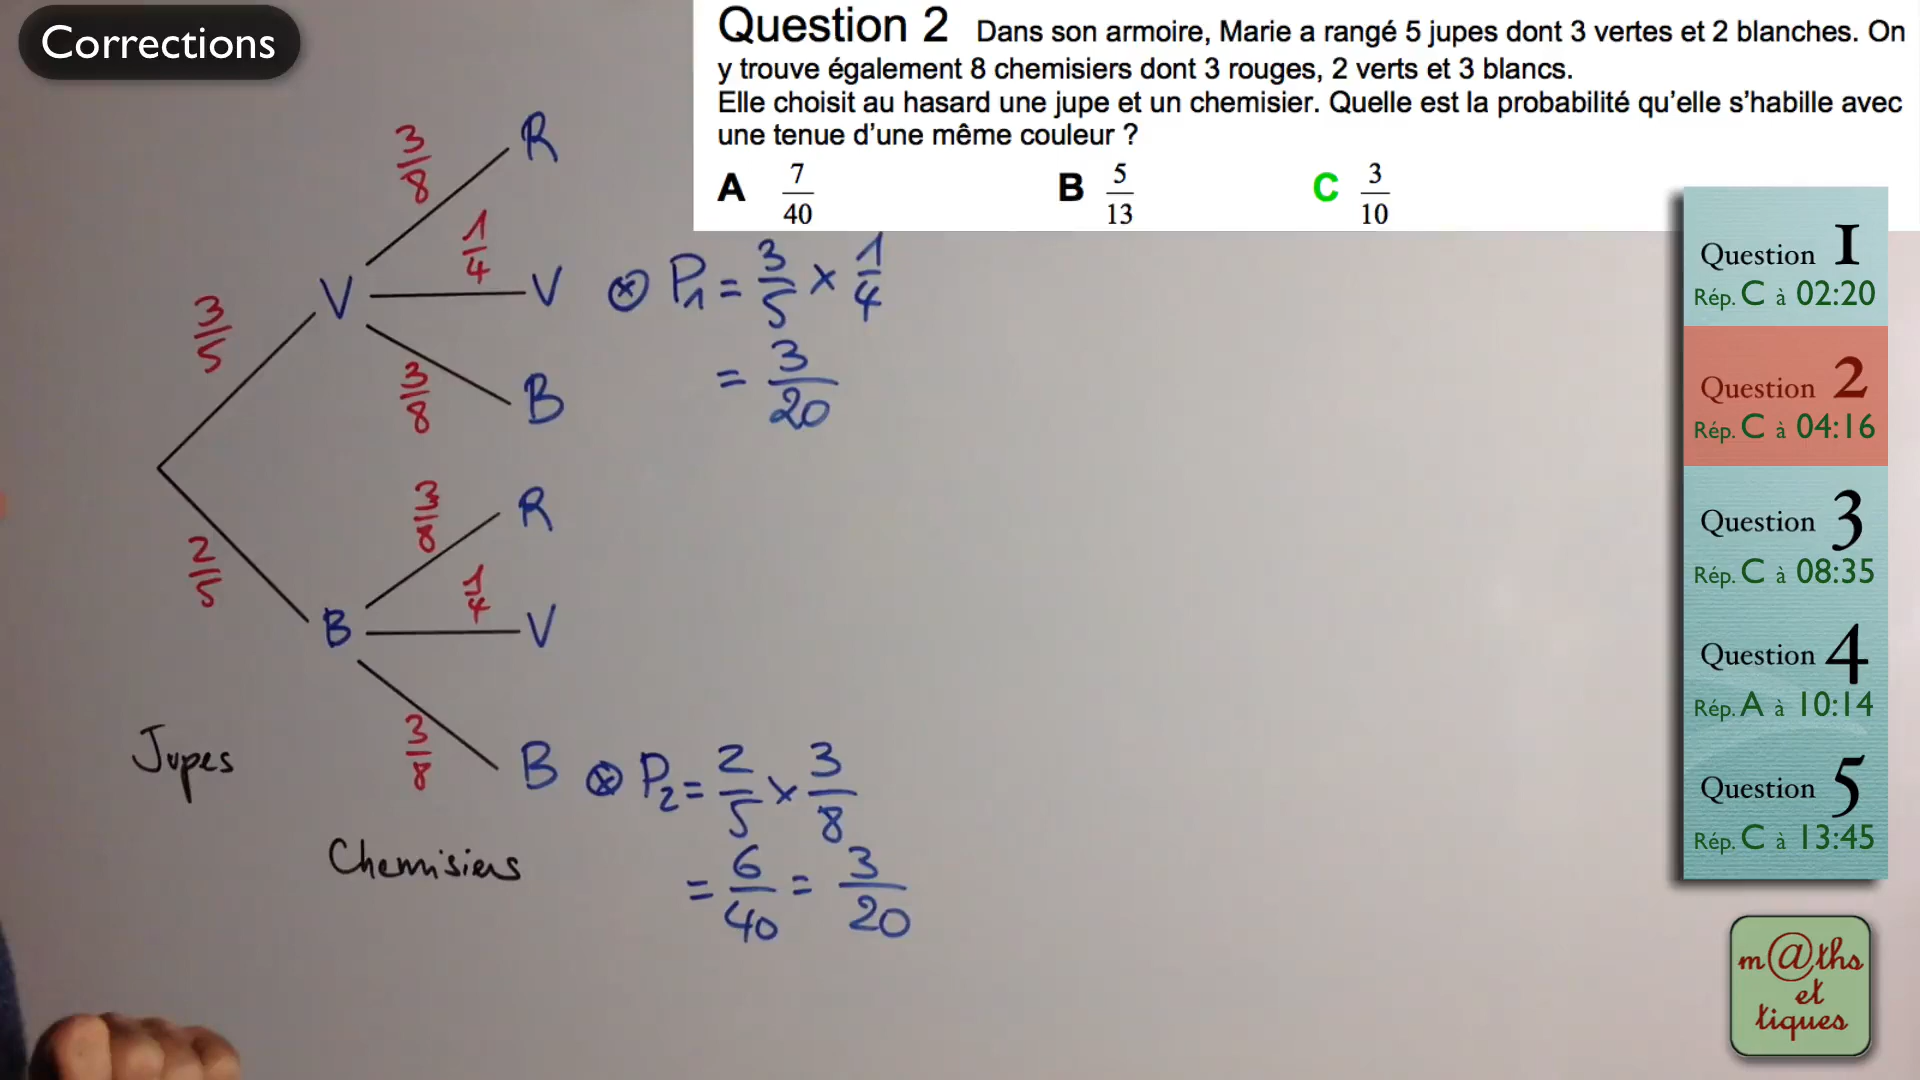 Corrections
Question 2 Dans son armoire, Marie a rangé 5 jupes dont 3 vertes et 2 blanches. On
y trouve également 8 chemisiers dont 3 rouges, 2 verts et 3 blancs.
Elle choisit au hasard une jupe et un chemisier. Quelle est la probabilité qu'elle s'habille avec
une tenue d'une même couleur ?
A 7/40 B 5/13 C 3/10
3/8 R
1/4
V V ⊗ P1 = 3/5 × 1/4
3/5
= 3/20
3/8 B
3/8 R
2/5
1/4
B V
Jupes
3/8 B ⊗ P2 = 2/5 × 3/8
Chemisiers
= 6/40 = 3/20
Question 1
Rép. C à 02:20
Question 2
Rép. C à 04:16
Question 3
Rép. C à 08:35
Question 4
Rép. A à 10:14
Question 5
Rép. C à 13:45
m@ths
et
tiques